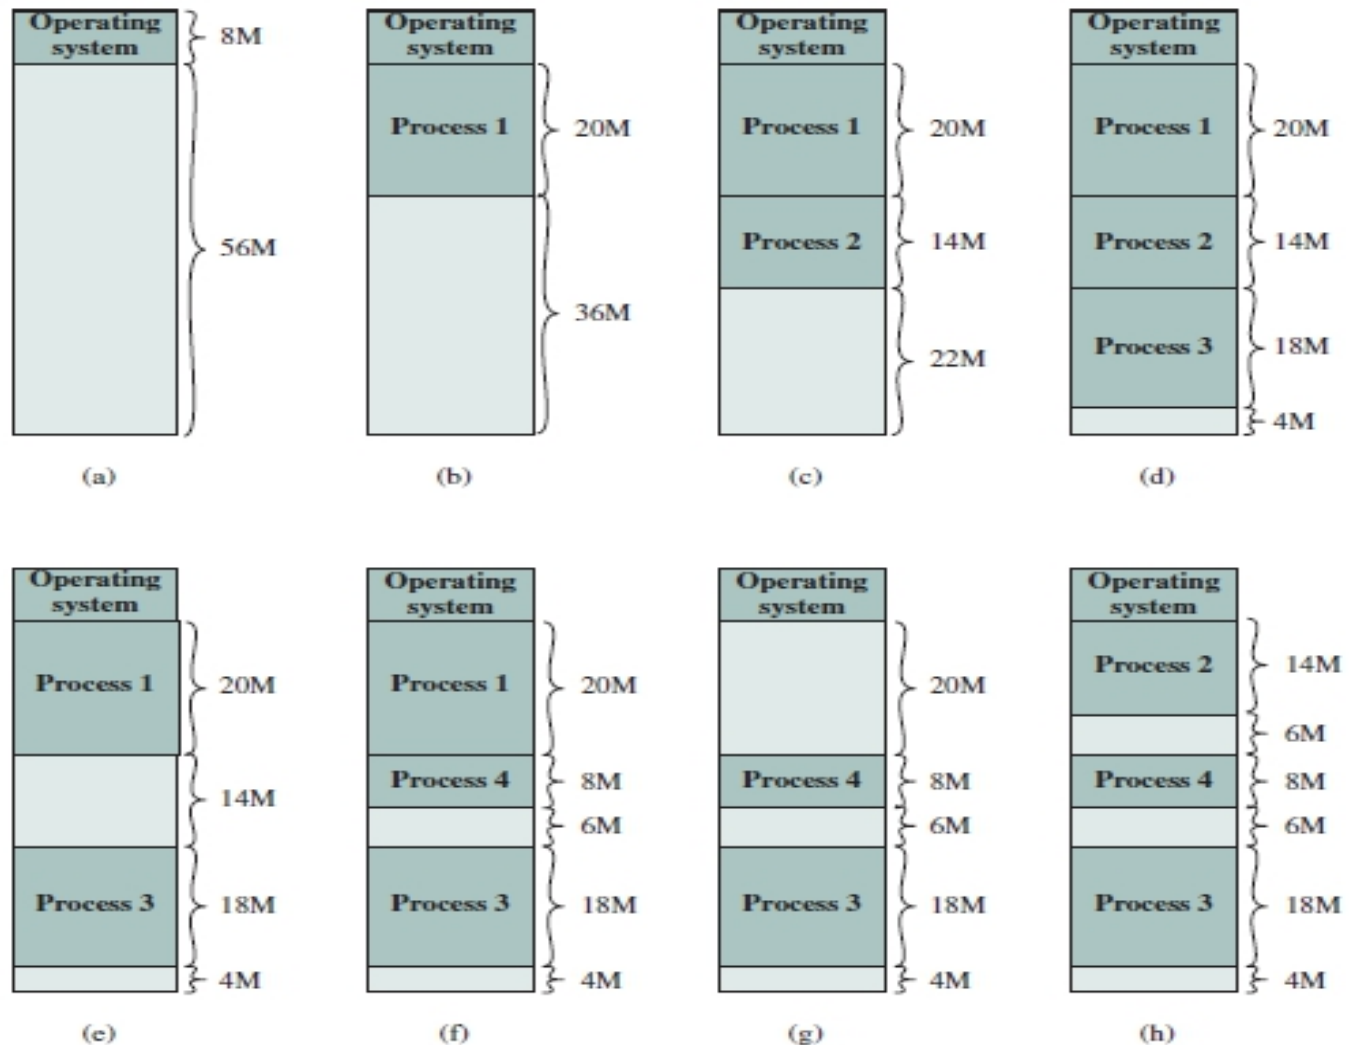 Operating
system
8M
56M
(a)
Operating
system
Process 1
20M
36M
(b)
Operating
system
Process 1
20M
Process 2
14M
22M
(c)
Operating
system
Process 1
20M
Process 2
14M
Process 3
18M
4M
(d)
Operating
system
Process 1
20M
14M
Process 3
18M
4M
(e)
Operating
system
Process 1
20M
Process 4
8M
6M
Process 3
18M
4M
(f)
Operating
system
20M
Process 4
8M
6M
Process 3
18M
4M
(g)
Operating
system
Process 2
14M
6M
Process 4
8M
6M
Process 3
18M
4M
(h)